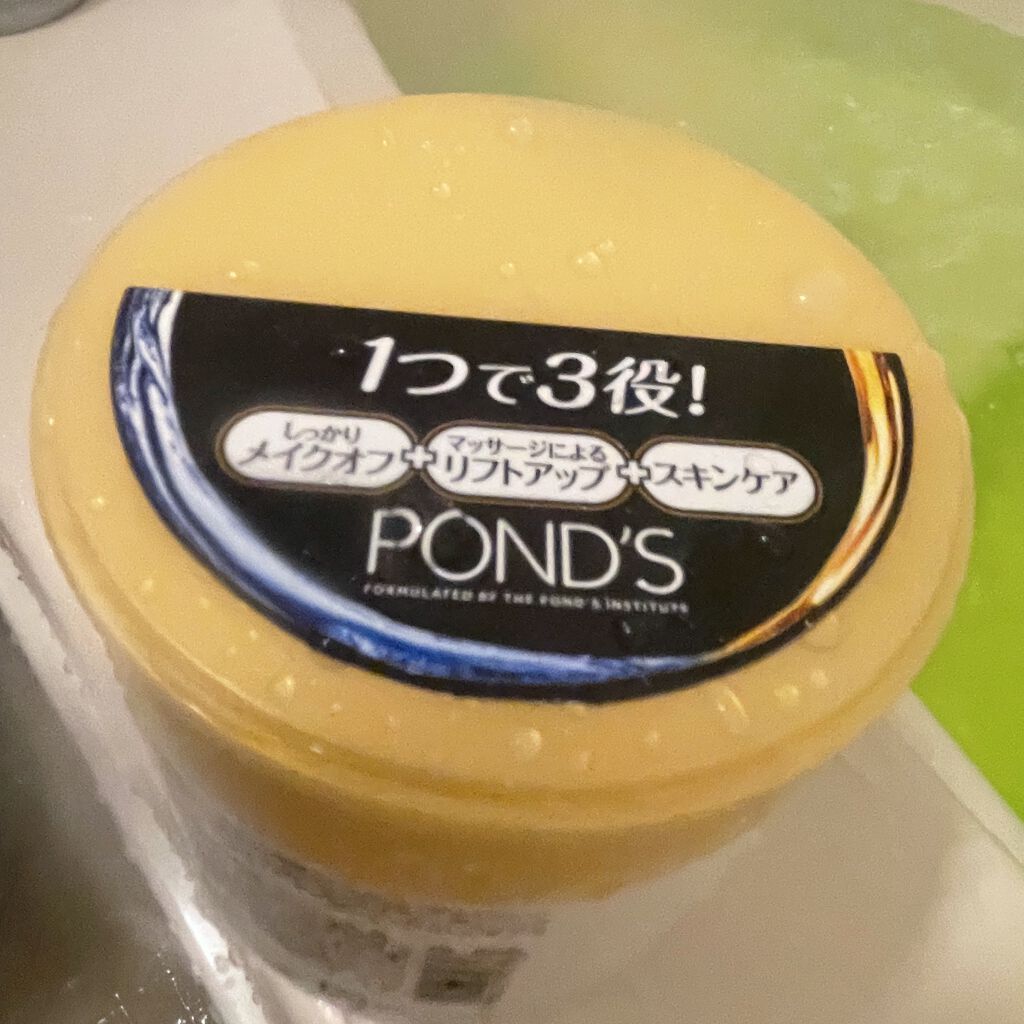 1つで3役!
しっかり
メイクオフ
+
マッサージによる
リフトアップ
+
スキンケア
POND'S
FORMULATED BY THE POND'S INSTITUTE